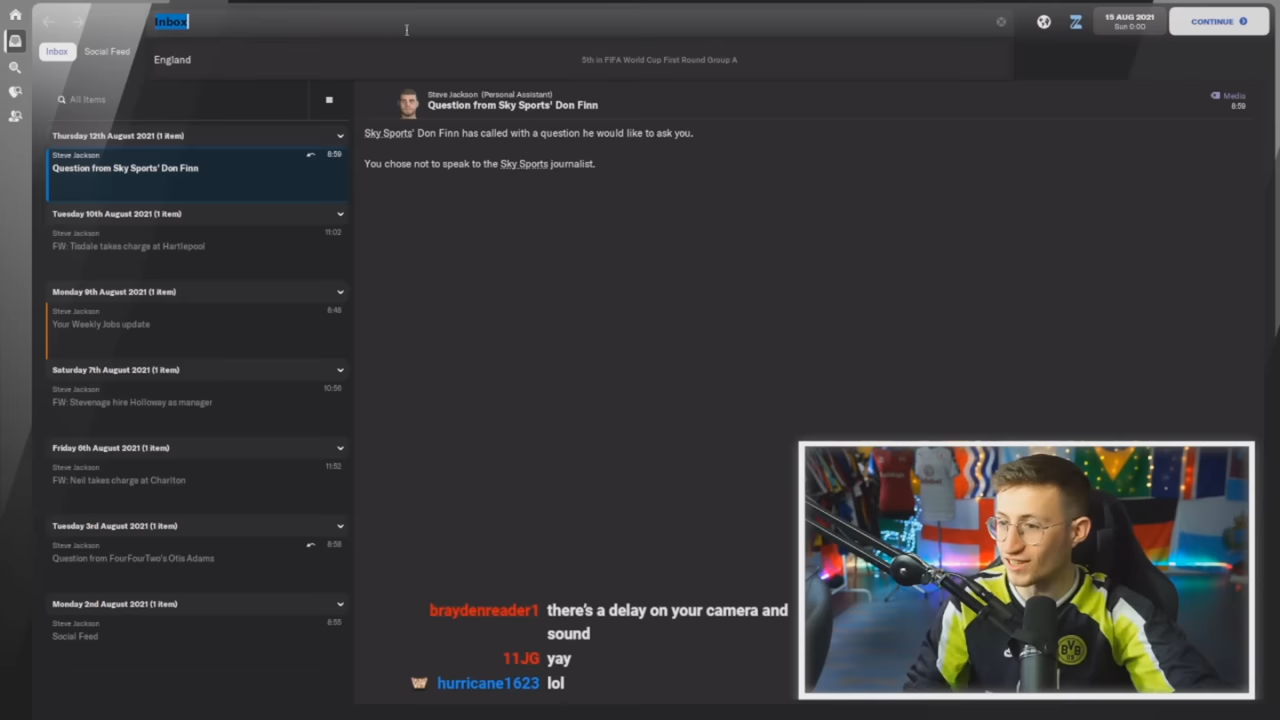 Inbox
15 AUG 2021
Sun 0:00
CONTINUE
Inbox
Social Feed
England
5th in FIFA World Cup First Round Group A
All Items
Thursday 12th August 2021 (1 item)
Steve Jackson
8:59
Question from Sky Sports' Don Finn
Tuesday 10th August 2021 (1 item)
Steve Jackson
11:02
FW: Tisdale takes charge at Hartlepool
Monday 9th August 2021 (1 item)
Steve Jackson
8:48
Your Weekly Jobs update
Saturday 7th August 2021 (1 item)
Steve Jackson
10:56
FW: Stevenage hire Holloway as manager
Friday 6th August 2021 (1 item)
Steve Jackson
11:52
FW: Neil takes charge at Charlton
Tuesday 3rd August 2021 (1 item)
Steve Jackson
8:58
Question from FourFourTwo's Otis Adams
Monday 2nd August 2021 (1 item)
Steve Jackson
8:55
Social Feed
Steve Jackson (Personal Assistant)
Question from Sky Sports' Don Finn
Media
8:59
Sky Sports' Don Finn has called with a question he would like to ask you.
You chose not to speak to the Sky Sports journalist.
braydenreader1 there's a delay on your camera and
sound
11JG yay
hurricane1623 lol
BVB
09